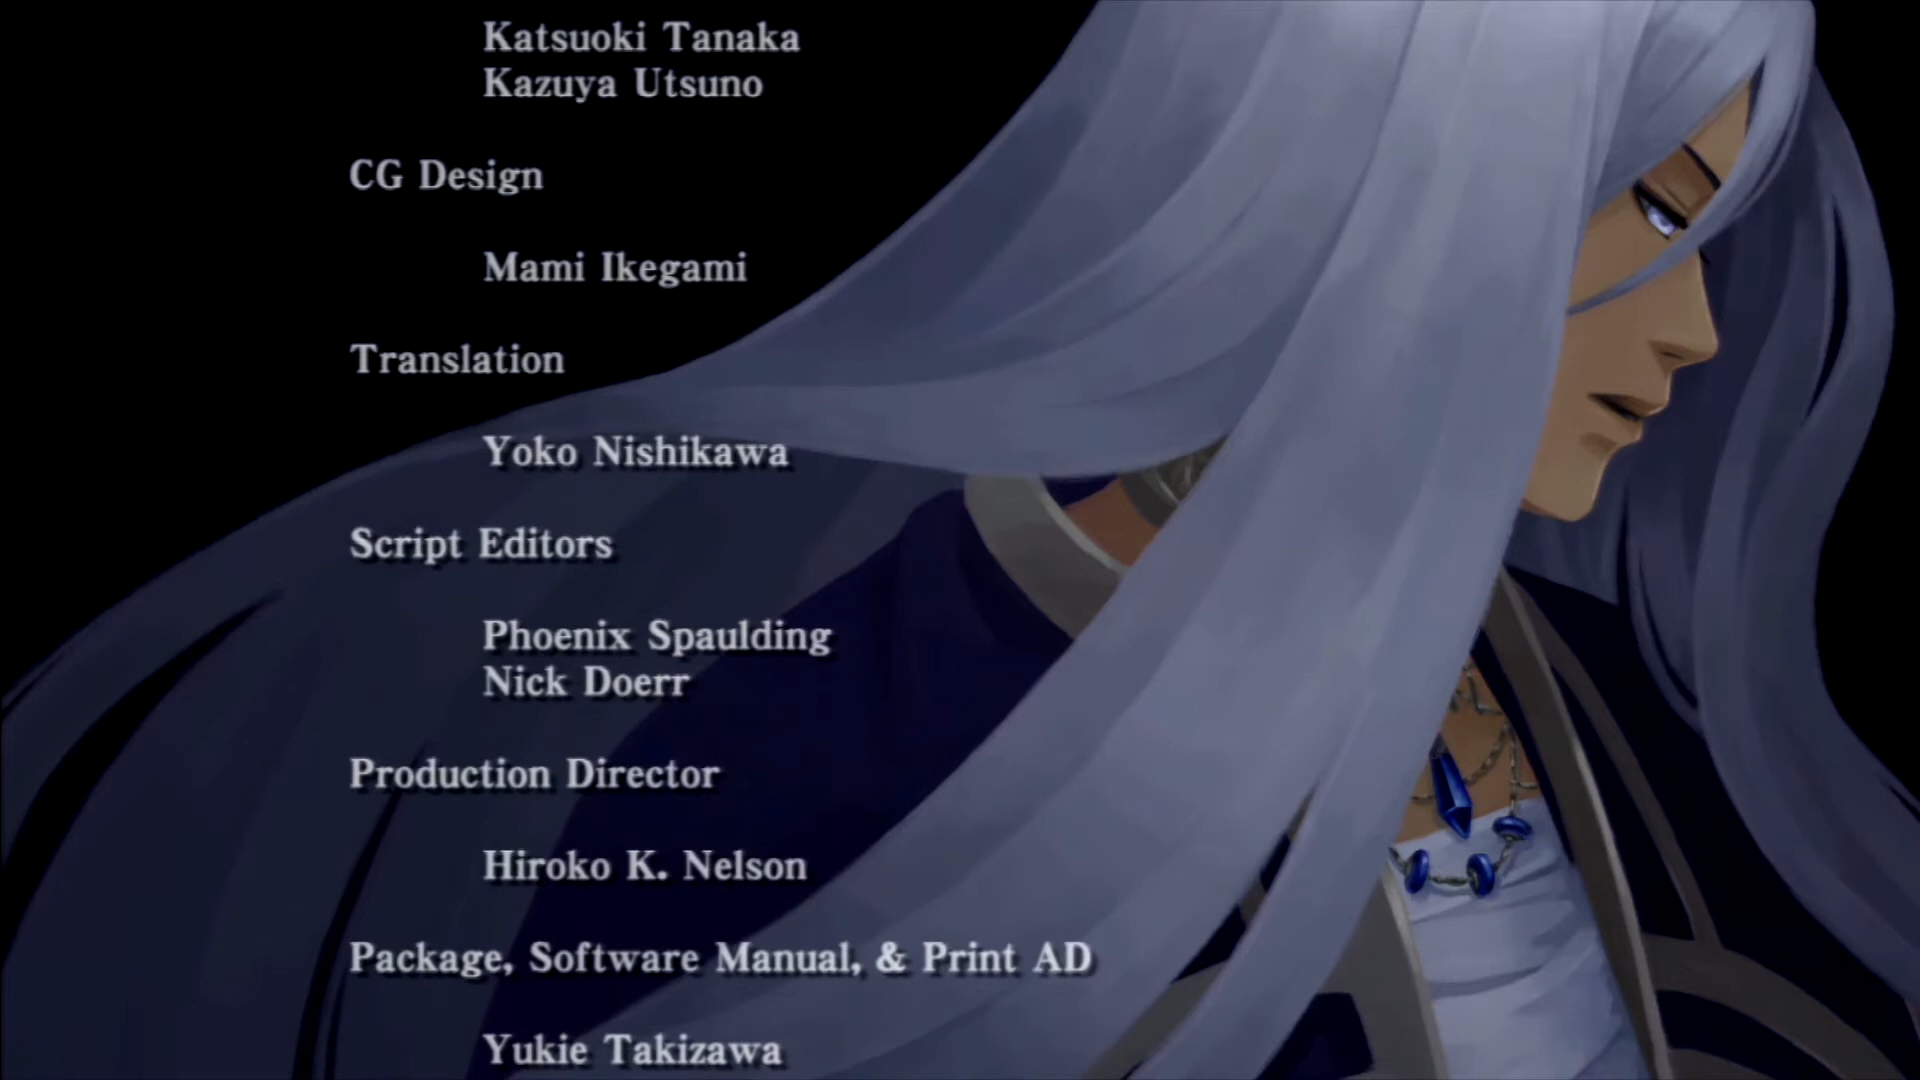 Katsuoki Tanaka
Kazuya Utsuno
CG Design
Mami Ikegami
Translation
Yoko Nishikawa
Script Editors
Phoenix Spaulding
Nick Doerr
Production Director
Hiroko K. Nelson
Package, Software Manual, & Print AD
Yukie Takizawa